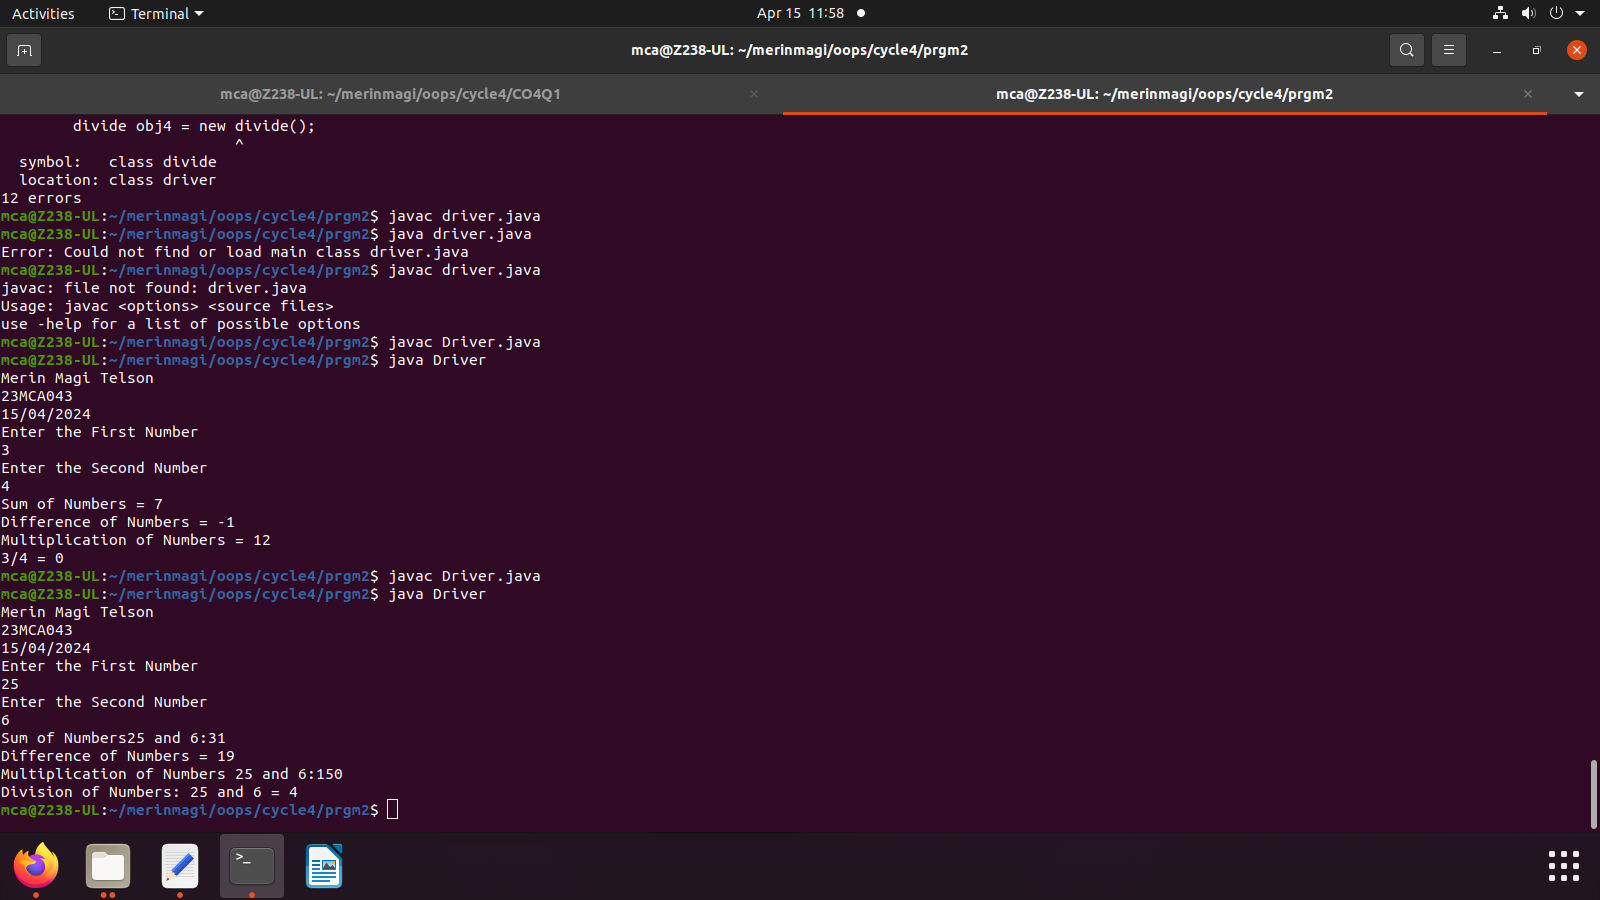 Activities Terminal Apr 15 11:58
mca@Z238-UL: ~/merinmagi/oops/cycle4/prgm2
mca@Z238-UL: ~/merinmagi/oops/cycle4/CO4Q1 mca@Z238-UL: ~/merinmagi/oops/cycle4/prgm2
        divide obj4 = new divide();
                          ^
  symbol:   class divide
  location: class driver
12 errors
mca@Z238-UL:~/merinmagi/oops/cycle4/prgm2$ javac driver.java
mca@Z238-UL:~/merinmagi/oops/cycle4/prgm2$ java driver.java
Error: Could not find or load main class driver.java
mca@Z238-UL:~/merinmagi/oops/cycle4/prgm2$ javac driver.java
javac: file not found: driver.java
Usage: javac <options> <source files>
use -help for a list of possible options
mca@Z238-UL:~/merinmagi/oops/cycle4/prgm2$ javac Driver.java
mca@Z238-UL:~/merinmagi/oops/cycle4/prgm2$ java Driver
Merin Magi Telson
23MCA043
15/04/2024
Enter the First Number
3
Enter the Second Number
4
Sum of Numbers = 7
Difference of Numbers = -1
Multiplication of Numbers = 12
3/4 = 0
mca@Z238-UL:~/merinmagi/oops/cycle4/prgm2$ javac Driver.java
mca@Z238-UL:~/merinmagi/oops/cycle4/prgm2$ java Driver
Merin Magi Telson
23MCA043
15/04/2024
Enter the First Number
25
Enter the Second Number
6
Sum of Numbers25 and 6:31
Difference of Numbers = 19
Multiplication of Numbers 25 and 6:150
Division of Numbers: 25 and 6 = 4
mca@Z238-UL:~/merinmagi/oops/cycle4/prgm2$